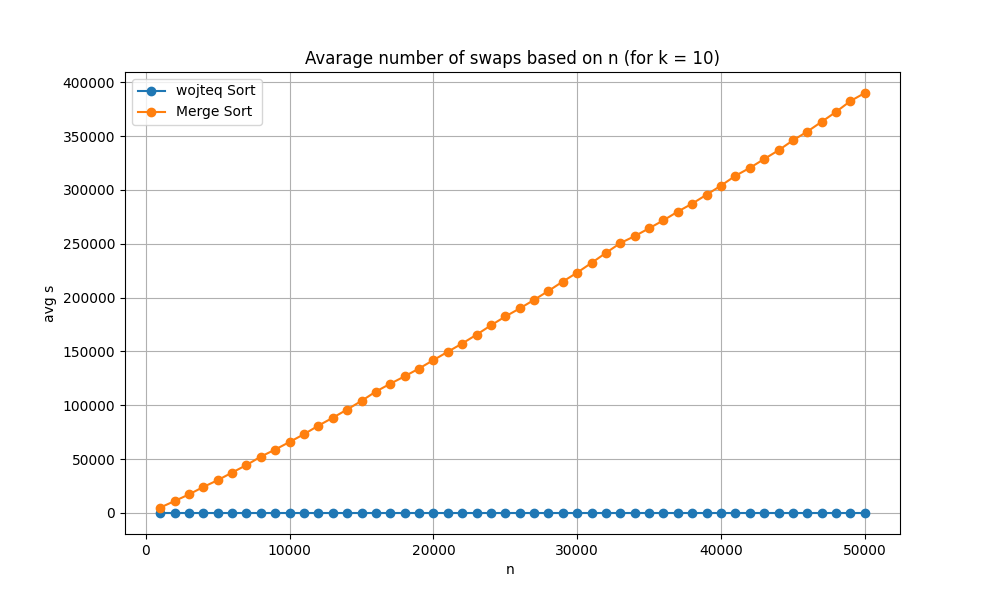 Avarage number of swaps based on n (for k = 10)
wojteq Sort
Merge Sort
400000
350000
300000
250000
200000
150000
100000
50000
0
avg s
0 10000 20000 30000 40000 50000
n